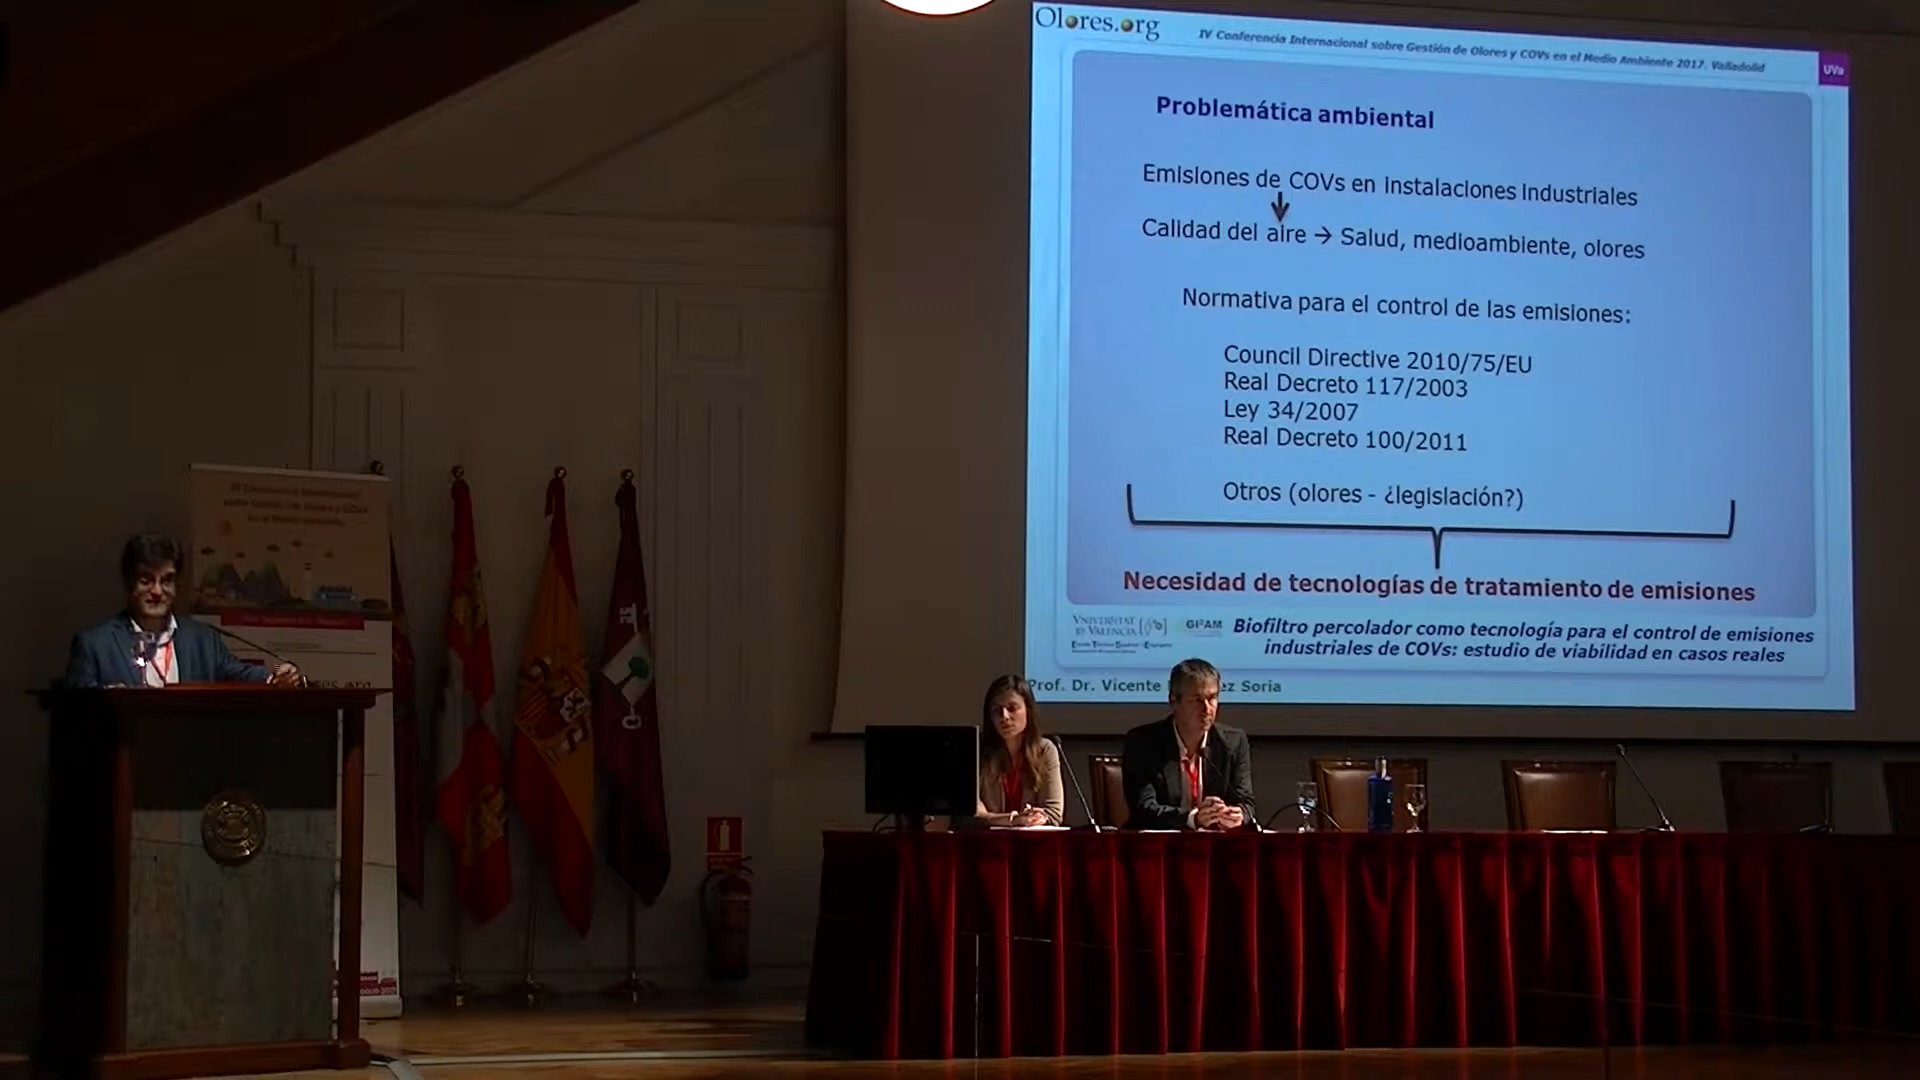 Olores.org
IV Conferencia Internacional sobre Gestión de Olores y COVs en el Medio Ambiente 2017. Valladolid
UVa
Problemática ambiental
Emisiones de COVs en instalaciones industriales
Calidad del aire → Salud, medioambiente, olores
Normativa para el control de las emisiones:
Council Directive 2010/75/EU
Real Decreto 117/2003
Ley 34/2007
Real Decreto 100/2011
Otros (olores - ¿legislación?)
Necesidad de tecnologías de tratamiento de emisiones
VNIVERSITAT
DE VALÈNCIA
GI²AM
Biofiltro percolador como tecnología para el control de emisiones
industriales de COVs: estudio de viabilidad en casos reales
Prof. Dr. Vicente
ez Soria